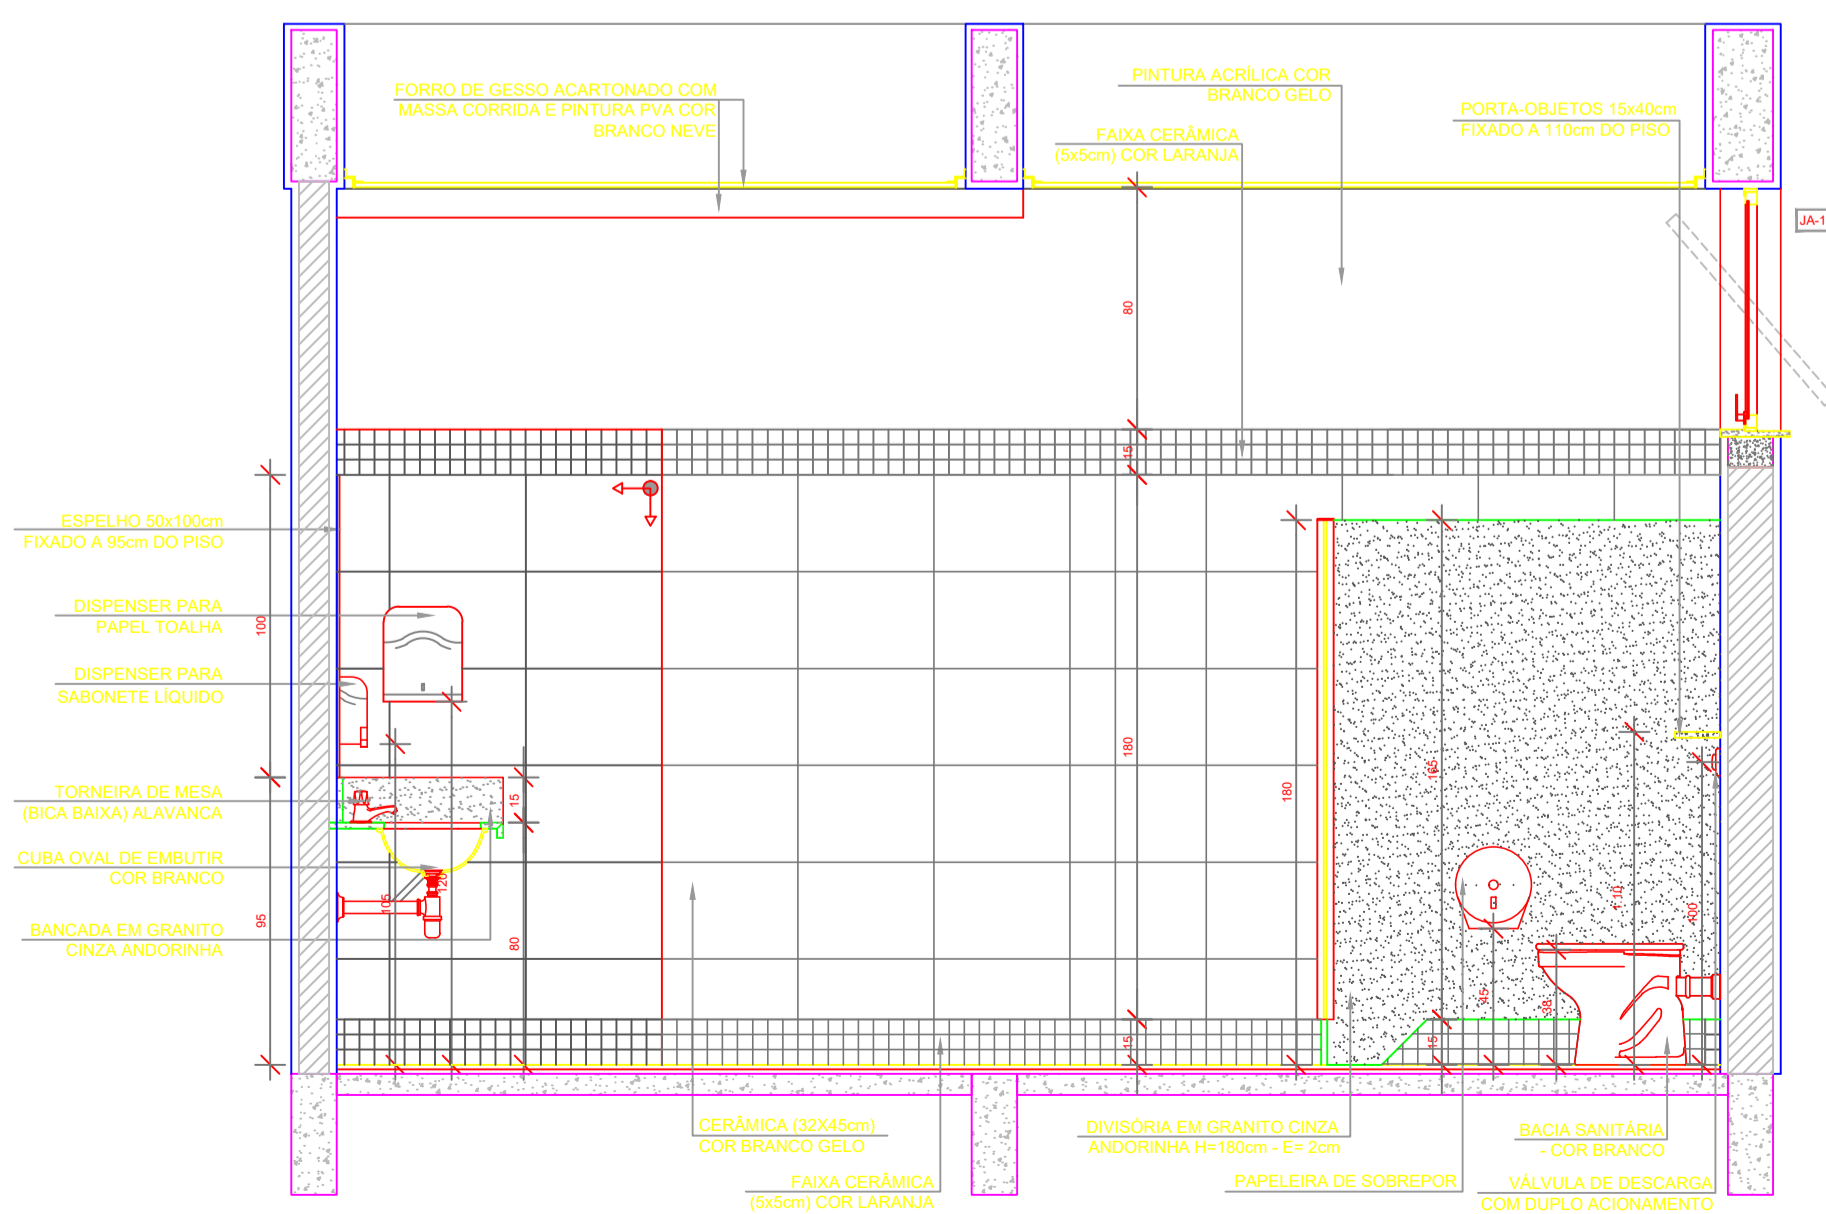 FORRO DE GESSO ACARTONADO COM
MASSA CORRIDA E PINTURA PVA COR
BRANCO NEVE
PINTURA ACRÍLICA COR
BRANCO GELO
FAIXA CERÂMICA
(5x5cm) COR LARANJA
PORTA-OBJETOS 15x40cm
FIXADO A 110cm DO PISO
JA-1
80
15
ESPELHO 50x100cm
FIXADO A 95cm DO PISO
DISPENSER PARA
PAPEL TOALHA
100
DISPENSER PARA
SABONETE LÍQUIDO
180
180
165
TORNEIRA DE MESA
(BICA BAIXA) ALAVANCA
15
CUBA OVAL DE EMBUTIR
COR BRANCO
120
105
110
100
BANCADA EM GRANITO
CINZA ANDORINHA
95
80
45
38
15
15
CERÂMICA (32X45cm)
COR BRANCO GELO
DIVISÓRIA EM GRANITO CINZA
ANDORINHA H=180cm - E= 2cm
BACIA SANITÁRIA
- COR BRANCO
FAIXA CERÂMICA
(5x5cm) COR LARANJA
PAPELEIRA DE SOBREPOR
VÁLVULA DE DESCARGA
COM DUPLO ACIONAMENTO